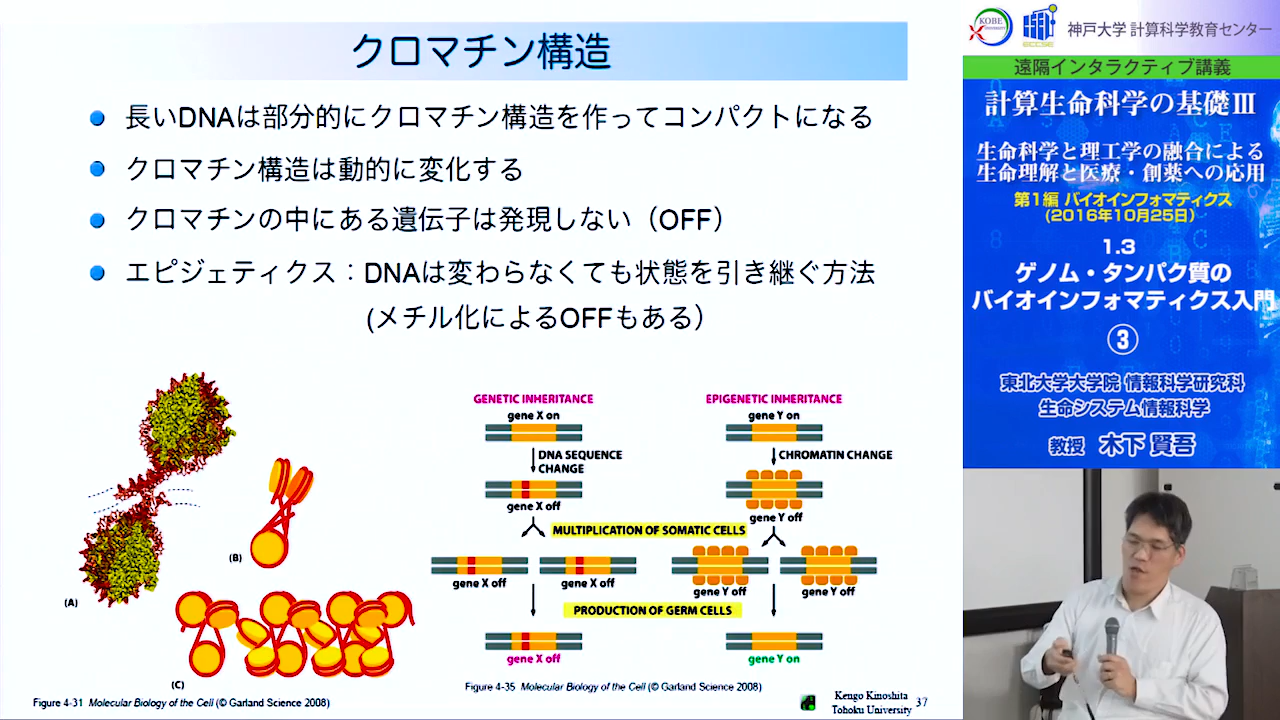 クロマチン構造
長いDNAは部分的にクロマチン構造を作ってコンパクトになる
クロマチン構造は動的に変化する
クロマチンの中にある遺伝子は発現しない（OFF）
エピジェティクス：DNAは変わらなくても状態を引き継ぐ方法
(メチル化によるOFFもある）
(A)
(B)
(C)
Figure 4-31 Molecular Biology of the Cell (© Garland Science 2008)
GENETIC INHERITANCE
gene X on
DNA SEQUENCE
CHANGE
gene X off
EPIGENETIC INHERITANCE
gene Y on
CHROMATIN CHANGE
gene Y off
MULTIPLICATION OF SOMATIC CELLS
gene X off
gene X off
gene Y off
gene Y off
PRODUCTION OF GERM CELLS
gene X off
gene Y on
Figure 4-35 Molecular Biology of the Cell (© Garland Science 2008)
Kengo Kinoshita
Tohoku University
37
KOBE
ECCSE
神戸大学 計算科学教育センター
遠隔インタラクティブ講義
計算生命科学の基礎Ⅲ
生命科学と理工学の融合による
生命理解と医療・創薬への応用
第1編 バイオインフォマティクス
(2016年10月25日)
1.3
ゲノム・タンパク質の
バイオインフォマティクス入門
③
東北大学大学院 情報科学研究科
生命システム情報科学
教授 木下 賢吾